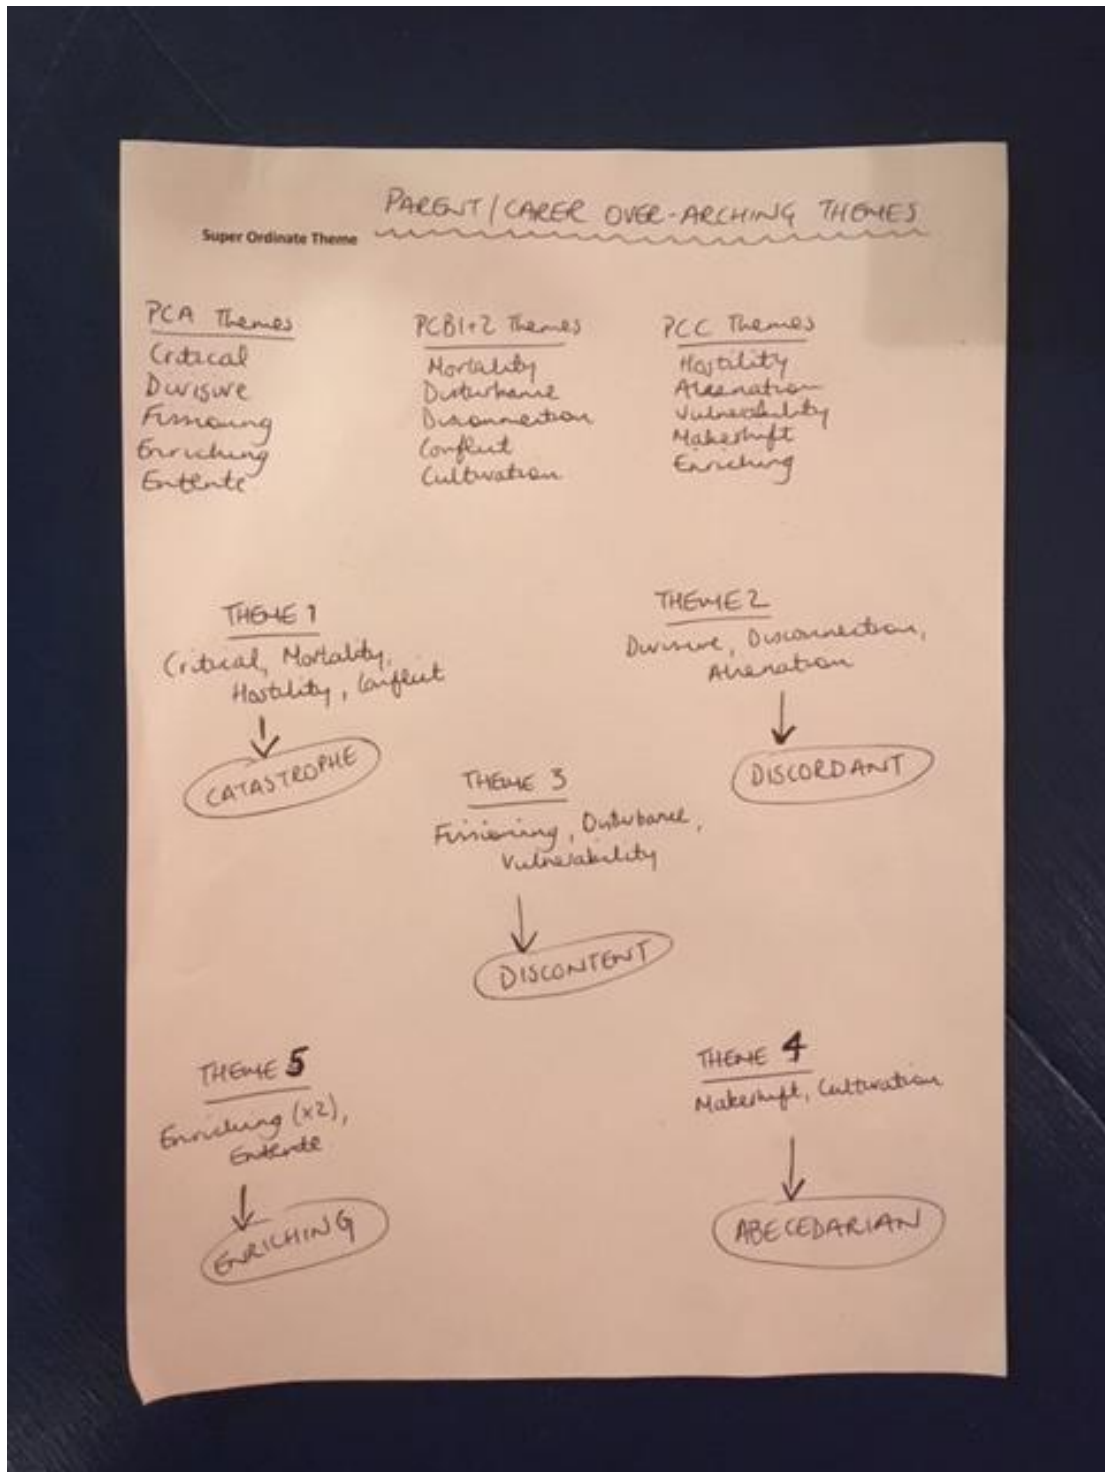 PARENT/CARER OVER-ARCHING THEMES
Super Ordinate Theme
PCA Themes
Critical
Divisive
Fissioning
Enriching
Entente
PCB1+2 Themes
Mortality
Disturbance
Disconnection
Conflict
Cultivation
PCC Themes
Hostility
Alienation
Vulnerability
Makeshift
Enriching
THEME 1
Critical, Mortality,
Hostility, Conflict
CATASTROPHE
THEME 2
Divisive, Disconnection,
Alienation
DISCORDANT
THEME 3
Fissioning, Disturbance,
Vulnerability
DISCONTENT
THEME 5
Enriching (x2),
Entente
ENRICHING
THEME 4
Makeshift, Cultivation
ABECEDARIAN